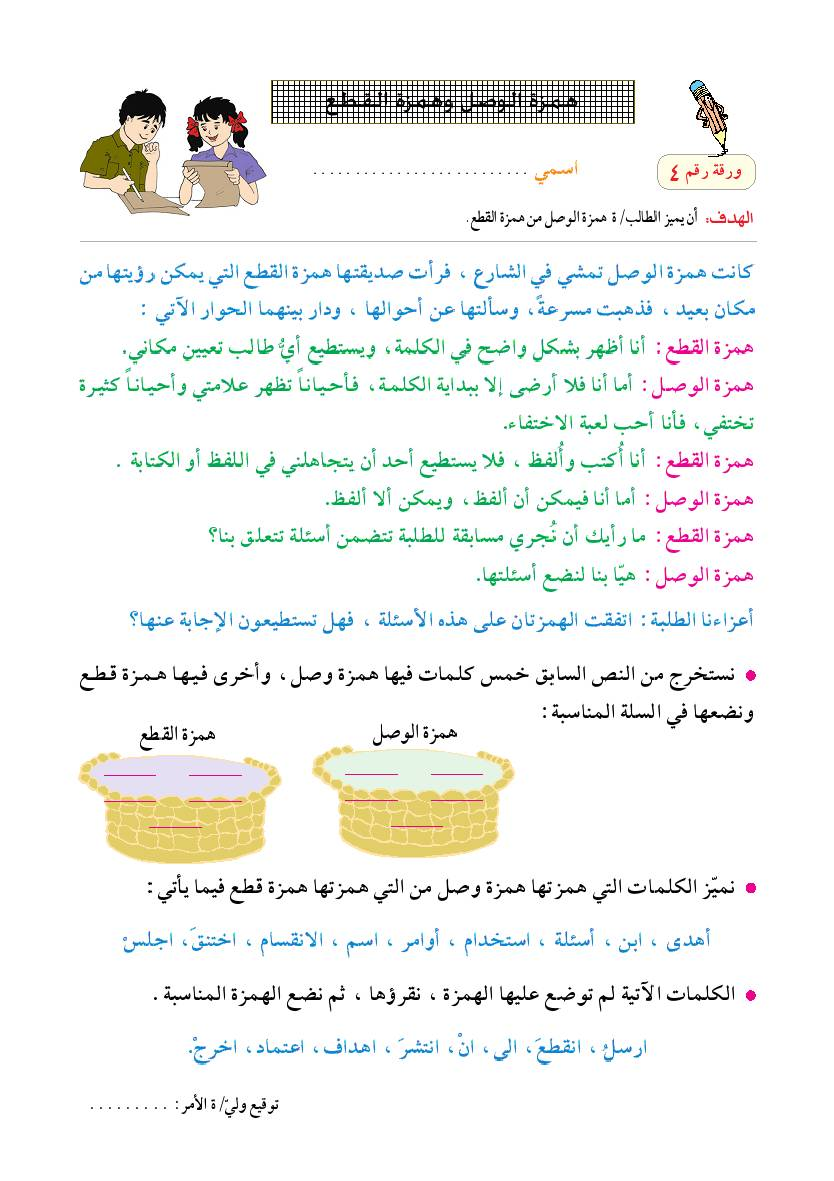 همزة الوصل وهمزة القطع
ورقة رقم ٤
أسمي ..........................
الهدف: أن يميز الطالب/ ة همزة الوصل من همزة القطع.
كانت همزة الوصل تمشي في الشارع ، فرأت صديقتها همزة القطع التي يمكن رؤيتها من
مكان بعيد ، فذهبت مسرعةً، وسألتها عن أحوالها ، ودار بينهما الحوار الآتي :
همزة القطع : أنا أظهر بشكل واضح في الكلمة، ويستطيع أيُّ طالب تعيين مكاني.
همزة الوصل : أما أنا فلا أرضى إلا ببداية الكلمة، فأحياناً تظهر علامتي وأحياناً كثيرة
تختفي، فأنا أحب لعبة الاختفاء.
همزة القطع : أنا أُكتب وأُلفظ ، فلا يستطيع أحد أن يتجاهلني في اللفظ أو الكتابة .
همزة الوصل : أما أنا فيمكن أن ألفظ، ويمكن ألا ألفظ.
همزة القطع : ما رأيك أن نُجري مسابقة للطلبة تتضمن أسئلة تتعلق بنا؟
همزة الوصل : هيّا بنا لنضع أسئلتها.
أعزاءنا الطلبة : اتفقت الهمزتان على هذه الأسئلة ، فهل تستطيعون الإجابة عنها؟
● نستخرج من النص السابق خمس كلمات فيها همزة وصل، وأخرى فيها همزة قطع
ونضعها في السلة المناسبة :
همزة الوصل
همزة القطع
● نميّز الكلمات التي همزتها همزة وصل من التي همزتها همزة قطع فيما يأتي :
أهدى ، ابن ، أسئلة ، استخدام ، أوامر ، اسم ، الانقسام ، اختنقَ، اجلسْ
● الكلمات الآتية لم توضع عليها الهمزة ، نقرؤها ، ثم نضع الهمزة المناسبة .
ارسلُ ، انقطعَ، الى، انْ، انتشرَ ، اهداف، اعتماد، اخرجْ.
توقيع وليّ/ ة الأمر: .........